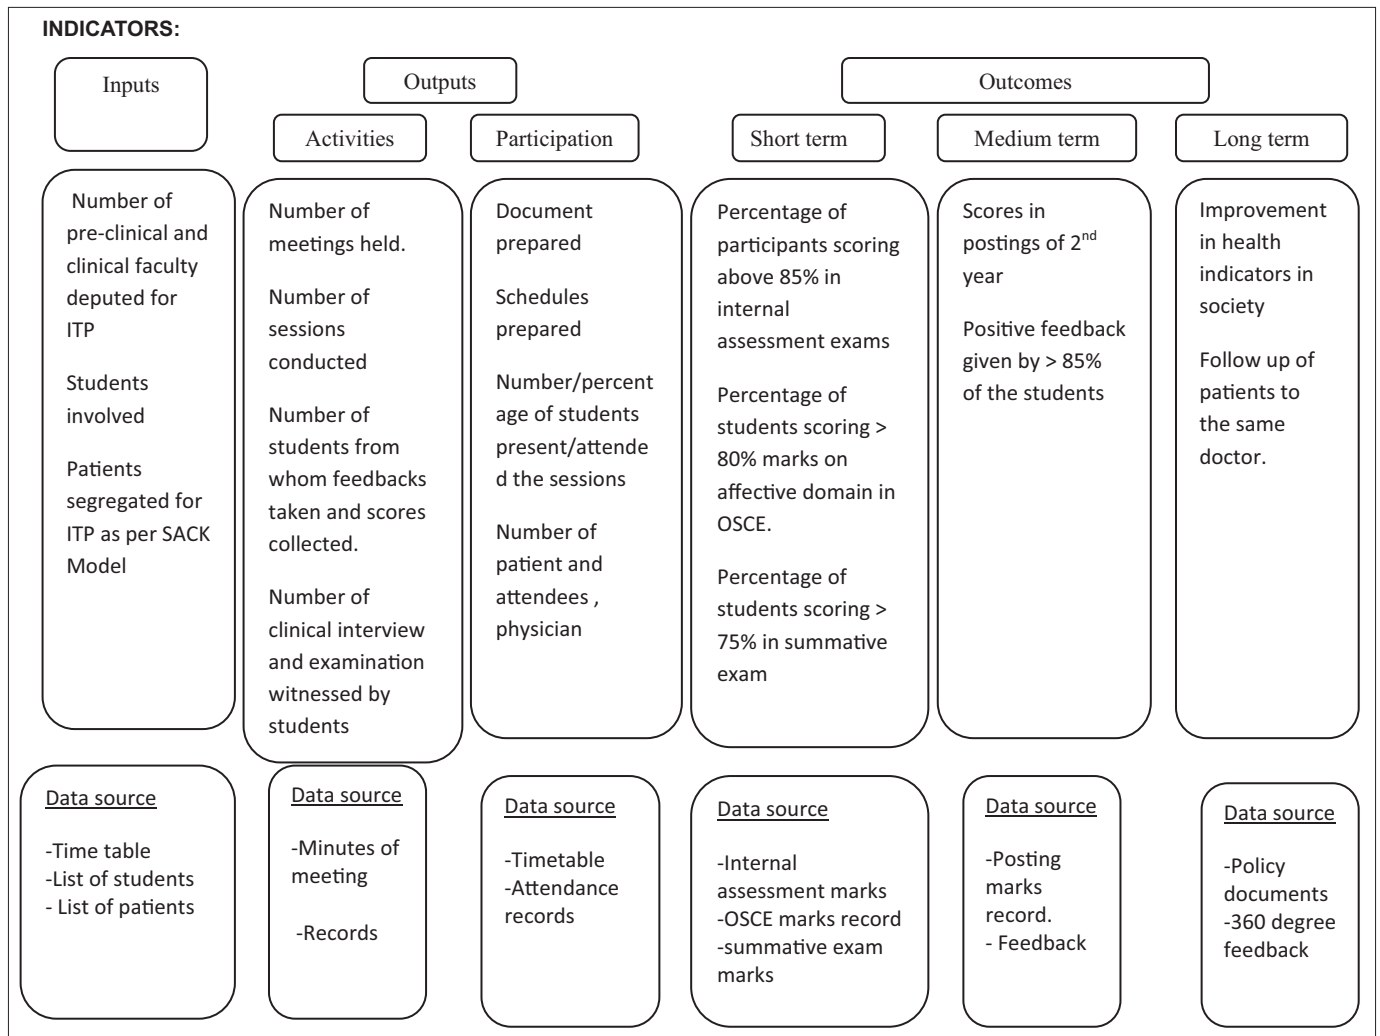 INDICATORS:
Inputs
Outputs
Outcomes
Activities
Participation
Short term
Medium term
Long term
Number of
pre-clinical and
clinical faculty
deputed for
ITP
Students
involved
Patients
segregated for
ITP as per SACK
Model
Number of
meetings held.
Number of
sessions
conducted
Number of
students from
whom feedbacks
taken and scores
collected.
Number of
clinical interview
and examination
witnessed by
students
Document
prepared
Schedules
prepared
Number/percent
age of students
present/attende
d the sessions
Number of
patient and
attendees ,
physician
Percentage of
participants scoring
above 85% in
internal
assessment exams
Percentage of
students scoring >
80% marks on
affective domain in
OSCE.
Percentage of
students scoring >
75% in summative
exam
Scores in
postings of 2nd
year
Positive feedback
given by > 85%
of the students
Improvement
in health
indicators in
society
Follow up of
patients to
the same
doctor.
Data source
-Time table
-List of students
- List of patients
Data source
-Minutes of
meeting
-Records
Data source
-Timetable
-Attendance
records
Data source
-Internal
assessment marks
-OSCE marks record
-summative exam
marks
Data source
-Posting
marks
record.
- Feedback
Data source
-Policy
documents
-360 degree
feedback